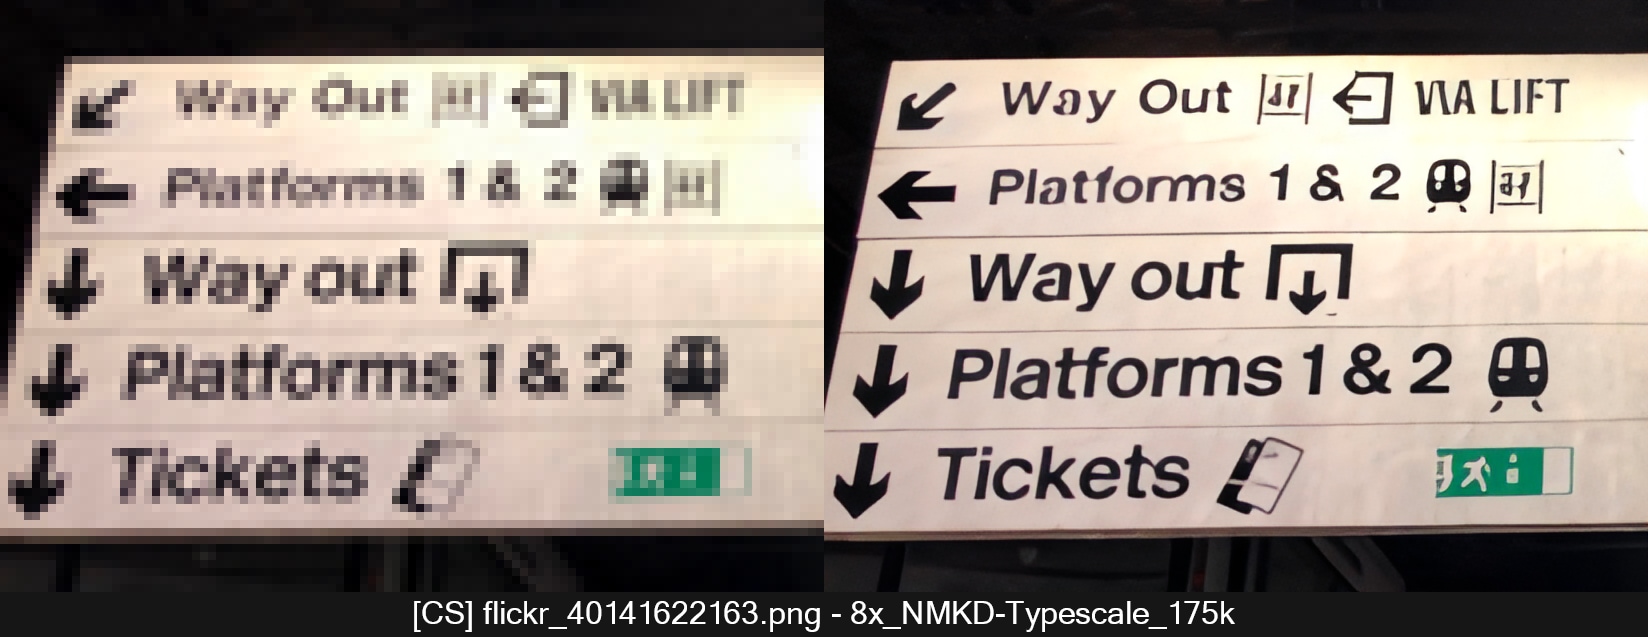 Way Out VIA LIFT
Platforms 1 & 2
Way out
Platforms 1 & 2
Tickets
Way Out VIA LIFT
Platforms 1 & 2
Way out
Platforms 1 & 2
Tickets
[CS] flickr_40141622163.png - 8x_NMKD-Typescale_175k